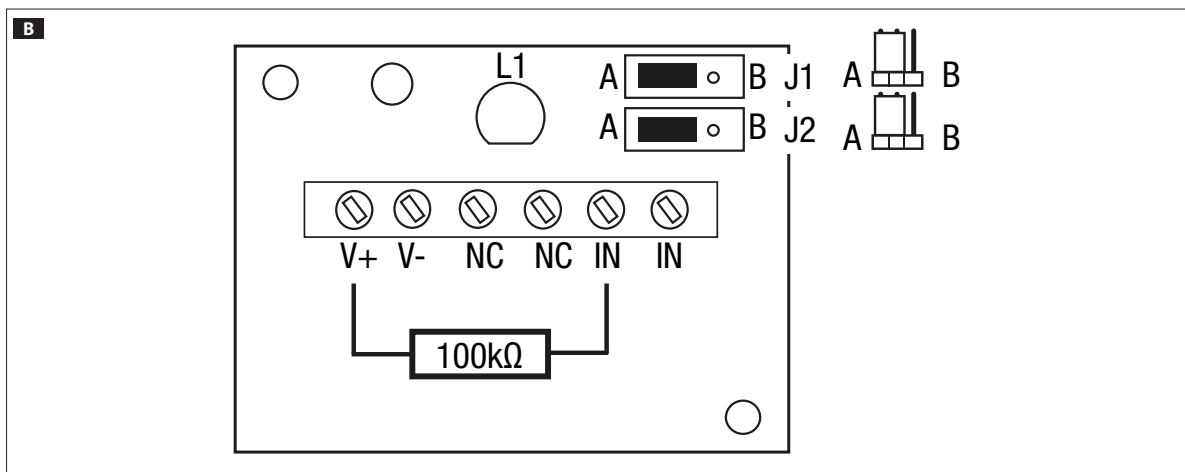 B
L1
A B J1 A B
A B J2 A B
V+ V- NC NC IN IN
100kΩ